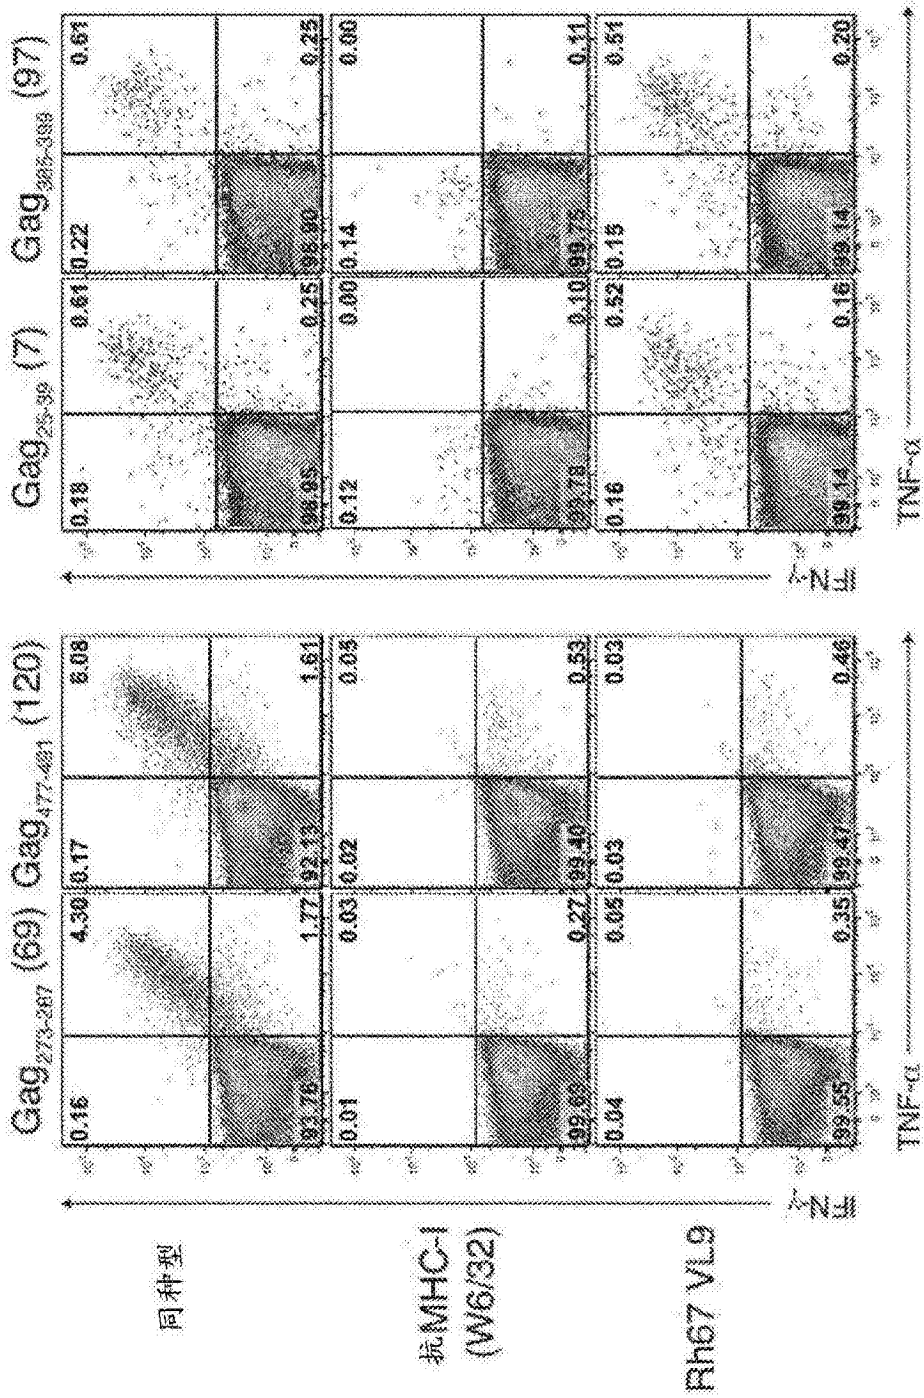 Gag273-287 (69) Gag477-491 (120) Gag25-39 (7) (97)
同种型
0.16 4.30 0.17 6.08 0.18 0.61 0.22 0.61
93.76 1.77 92.13 1.61 98.95 0.25 98.90 0.25
抗MHC-I
(W6/32)
0.01 0.03 0.02 0.05 0.12 0.00 0.14 0.00
99.69 0.27 99.40 0.53 99.78 0.10 99.75 0.11
Rh67 VL9
0.04 0.05 0.03 0.03 0.16 0.52 0.15 0.51
99.55 0.35 99.47 0.46 99.14 0.16 99.14 0.20
IFN-γ IFN-γ
TNF-α TNF-α